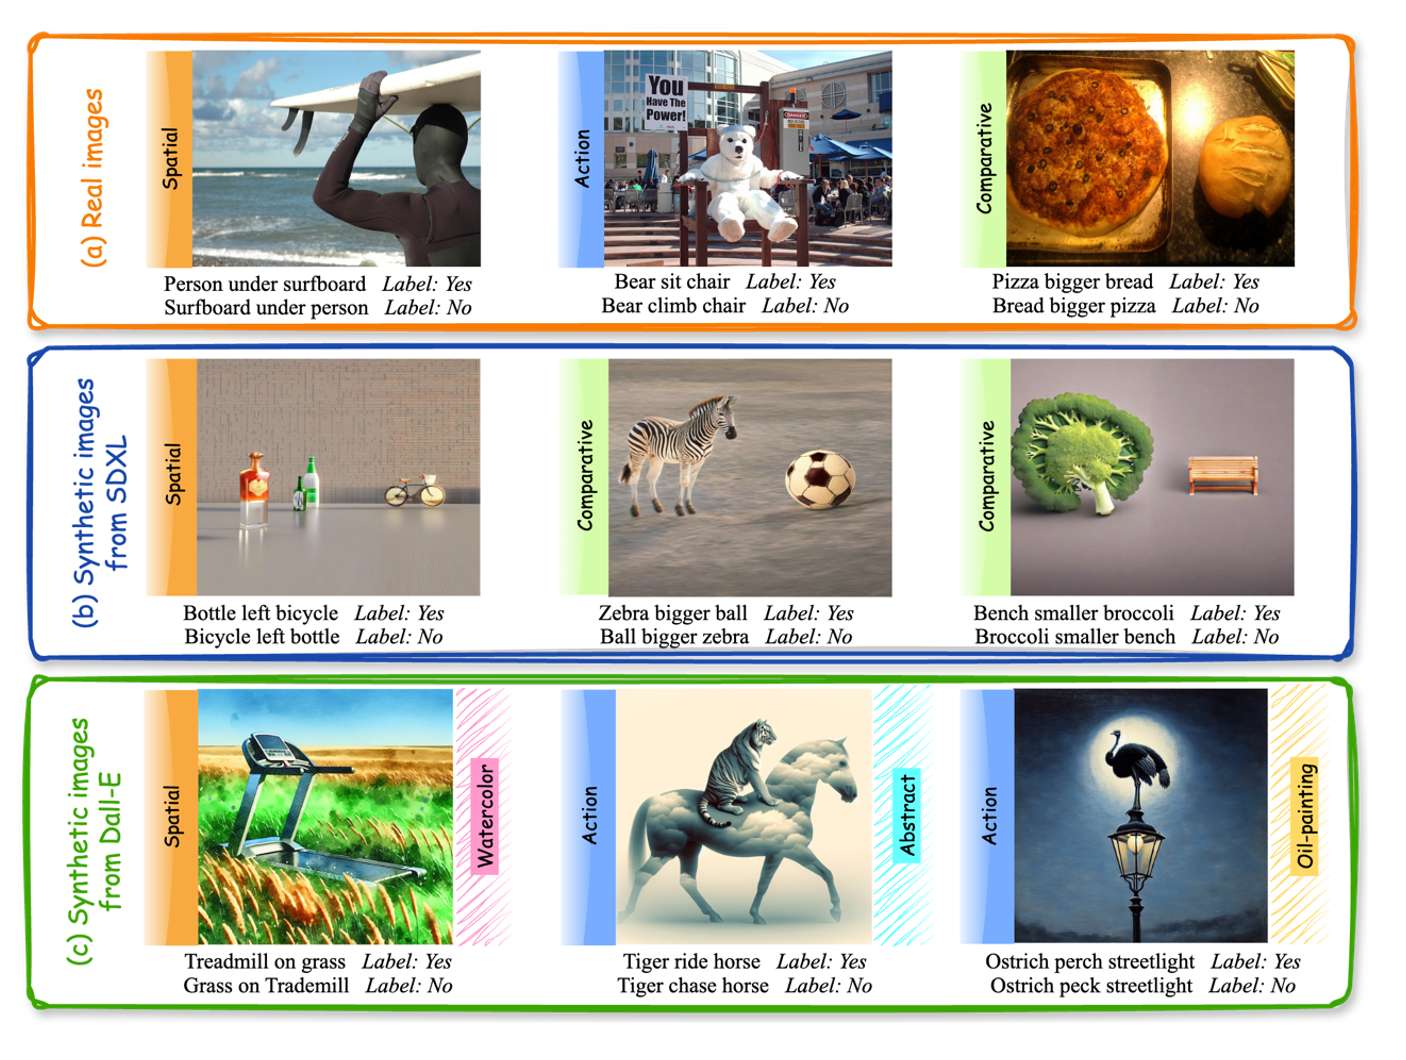 (a) Real images
Spatial
Action
You
Have The
Power!
DANGER
Comparative
Person under surfboard Label: Yes
Surfboard under person Label: No
Bear sit chair Label: Yes
Bear climb chair Label: No
Pizza bigger bread Label: Yes
Bread bigger pizza Label: No
(b) Synthetic images
from SDXL
Spatial
Comparative
Comparative
Bottle left bicycle Label: Yes
Bicycle left bottle Label: No
Zebra bigger ball Label: Yes
Ball bigger zebra Label: No
Bench smaller broccoli Label: Yes
Broccoli smaller bench Label: No
(c) Synthetic images
from Dall-E
Spatial
Watercolor
Action
Abstract
Action
Oil-painting
Treadmill on grass Label: Yes
Grass on Trademill Label: No
Tiger ride horse Label: Yes
Tiger chase horse Label: No
Ostrich perch streetlight Label: Yes
Ostrich peck streetlight Label: No